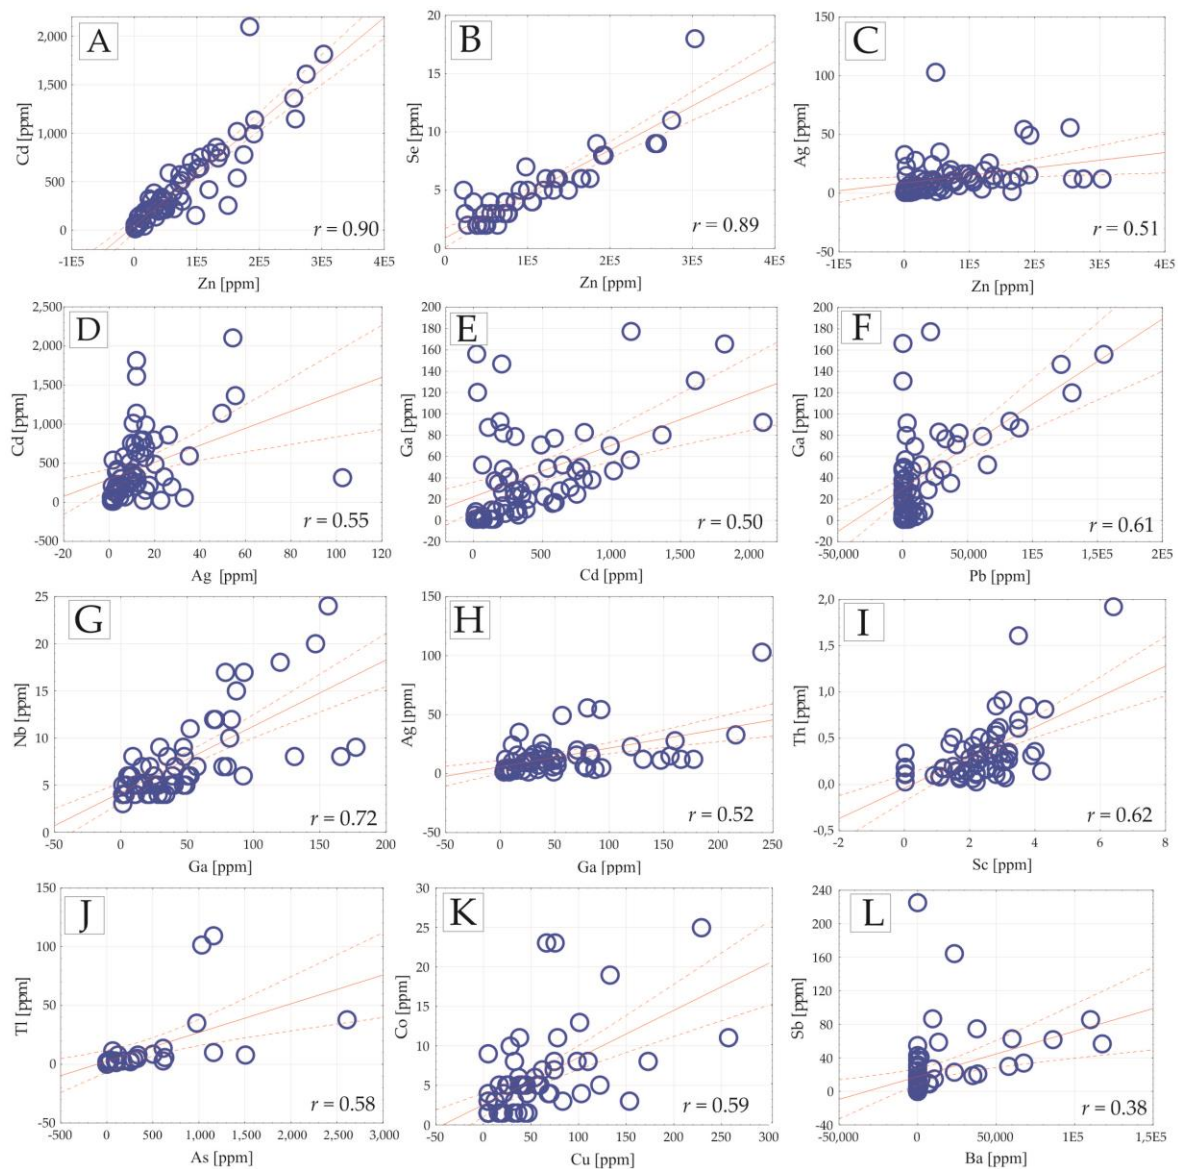 A
Cd [ppm]
2,000
1,500
1,000
500
0
r = 0.90
-1E5 0 1E5 2E5 3E5 4E5
Zn [ppm]
B
Se [ppm]
20
15
10
5
0
r = 0.89
0 1E5 2E5 3E5 4E5
Zn [ppm]
C
Ag [ppm]
150
100
50
0
-50
r = 0.51
-1E5 0 1E5 2E5 3E5 4E5
Zn [ppm]
D
Cd [ppm]
2,500
2,000
1,500
1,000
500
0
-500
r = 0.55
-20 0 20 40 60 80 100 120
Ag [ppm]
E
Ga [ppm]
200
180
160
140
120
100
80
60
40
20
0
-20
r = 0.50
0 500 1,000 1,500 2,000
Cd [ppm]
F
Ga [ppm]
200
180
160
140
120
100
80
60
40
20
0
-20
r = 0.61
-50,000 0 50,000 1E5 1,5E5 2E5
Pb [ppm]
G
Nb [ppm]
25
20
15
10
5
0
r = 0.72
-50 0 50 100 150 200
Ga [ppm]
H
Ag [ppm]
150
100
50
0
-50
r = 0.52
-50 0 50 100 150 200 250
Ga [ppm]
I
Th [ppm]
2,0
1,5
1,0
0,5
0,0
-0,5
r = 0.62
-2 0 2 4 6 8
Sc [ppm]
J
Tl [ppm]
150
100
50
0
-50
r = 0.58
-500 0 500 1,000 1,500 2,000 2,500 3,000
As [ppm]
K
Co [ppm]
30
25
20
15
10
5
0
r = 0.59
-50 0 50 100 150 200 250 300
Cu [ppm]
L
Sb [ppm]
240
200
160
120
80
40
0
-40
r = 0.38
-50,000 0 50,000 1E5 1,5E5
Ba [ppm]